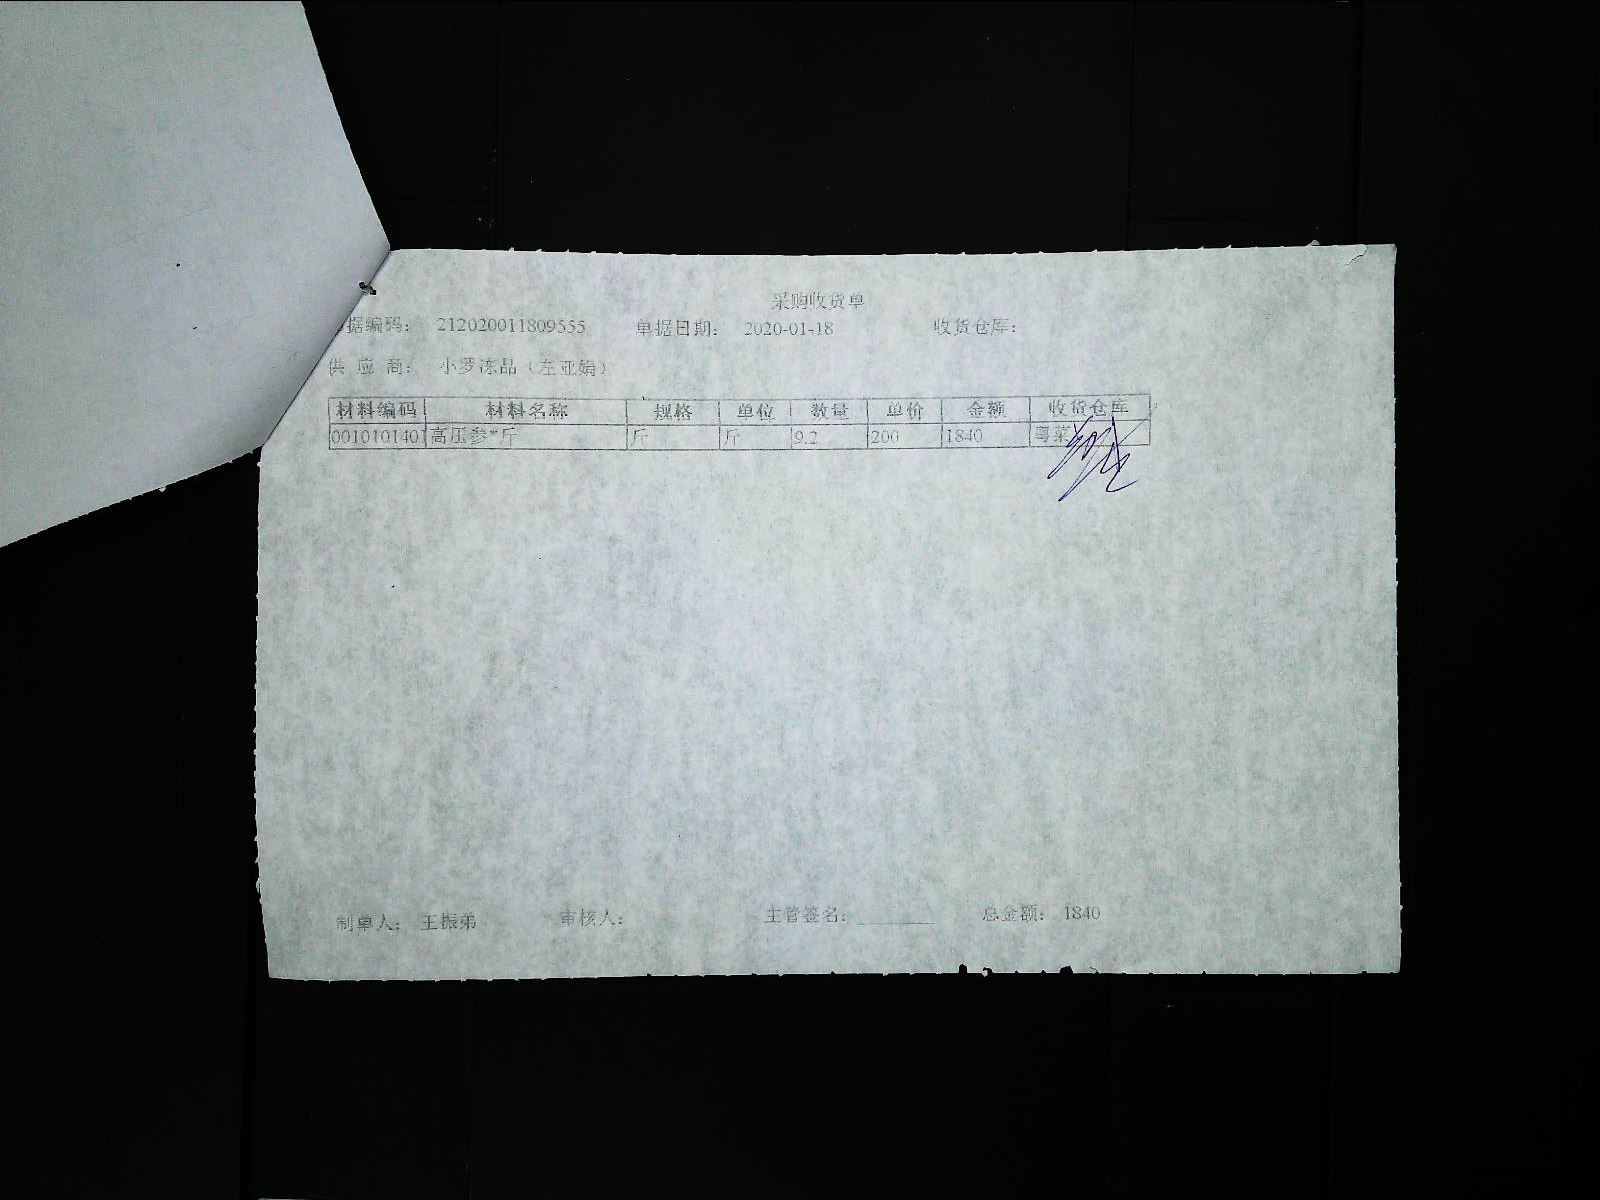 采购收货单
据编码： 212020011809555 单据日期： 2020-01-18 收货仓库：
供 应 商： 小罗冻品（左亚娟）
材料编码 材料名称 规格 单位 数量 单价 金额 收货仓库
0010101401 高压参*斤 斤 斤 9.2 200 1840 粤菜
制单人： 王振弟 审核人： 主管签名： 总金额： 1840